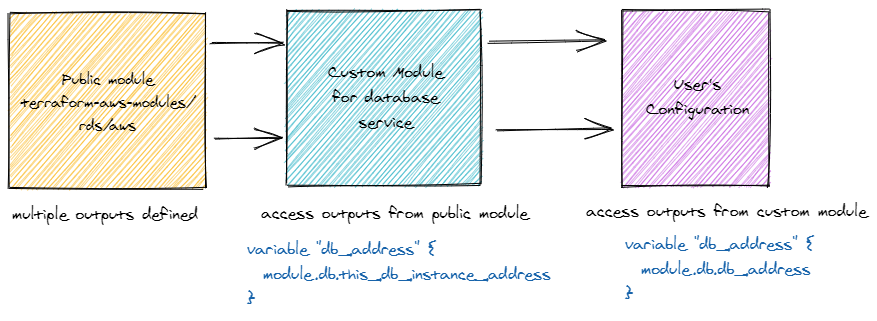 Public module
terraform-aws-modules/
rds/aws
Custom Module
for database
service
User's
Configuration
multiple outputs defined
access outputs from public module
access outputs from custom module
variable "db_address" {
module.db.this_db_instance_address
}
variable "db_address" {
module.db.db_address
}